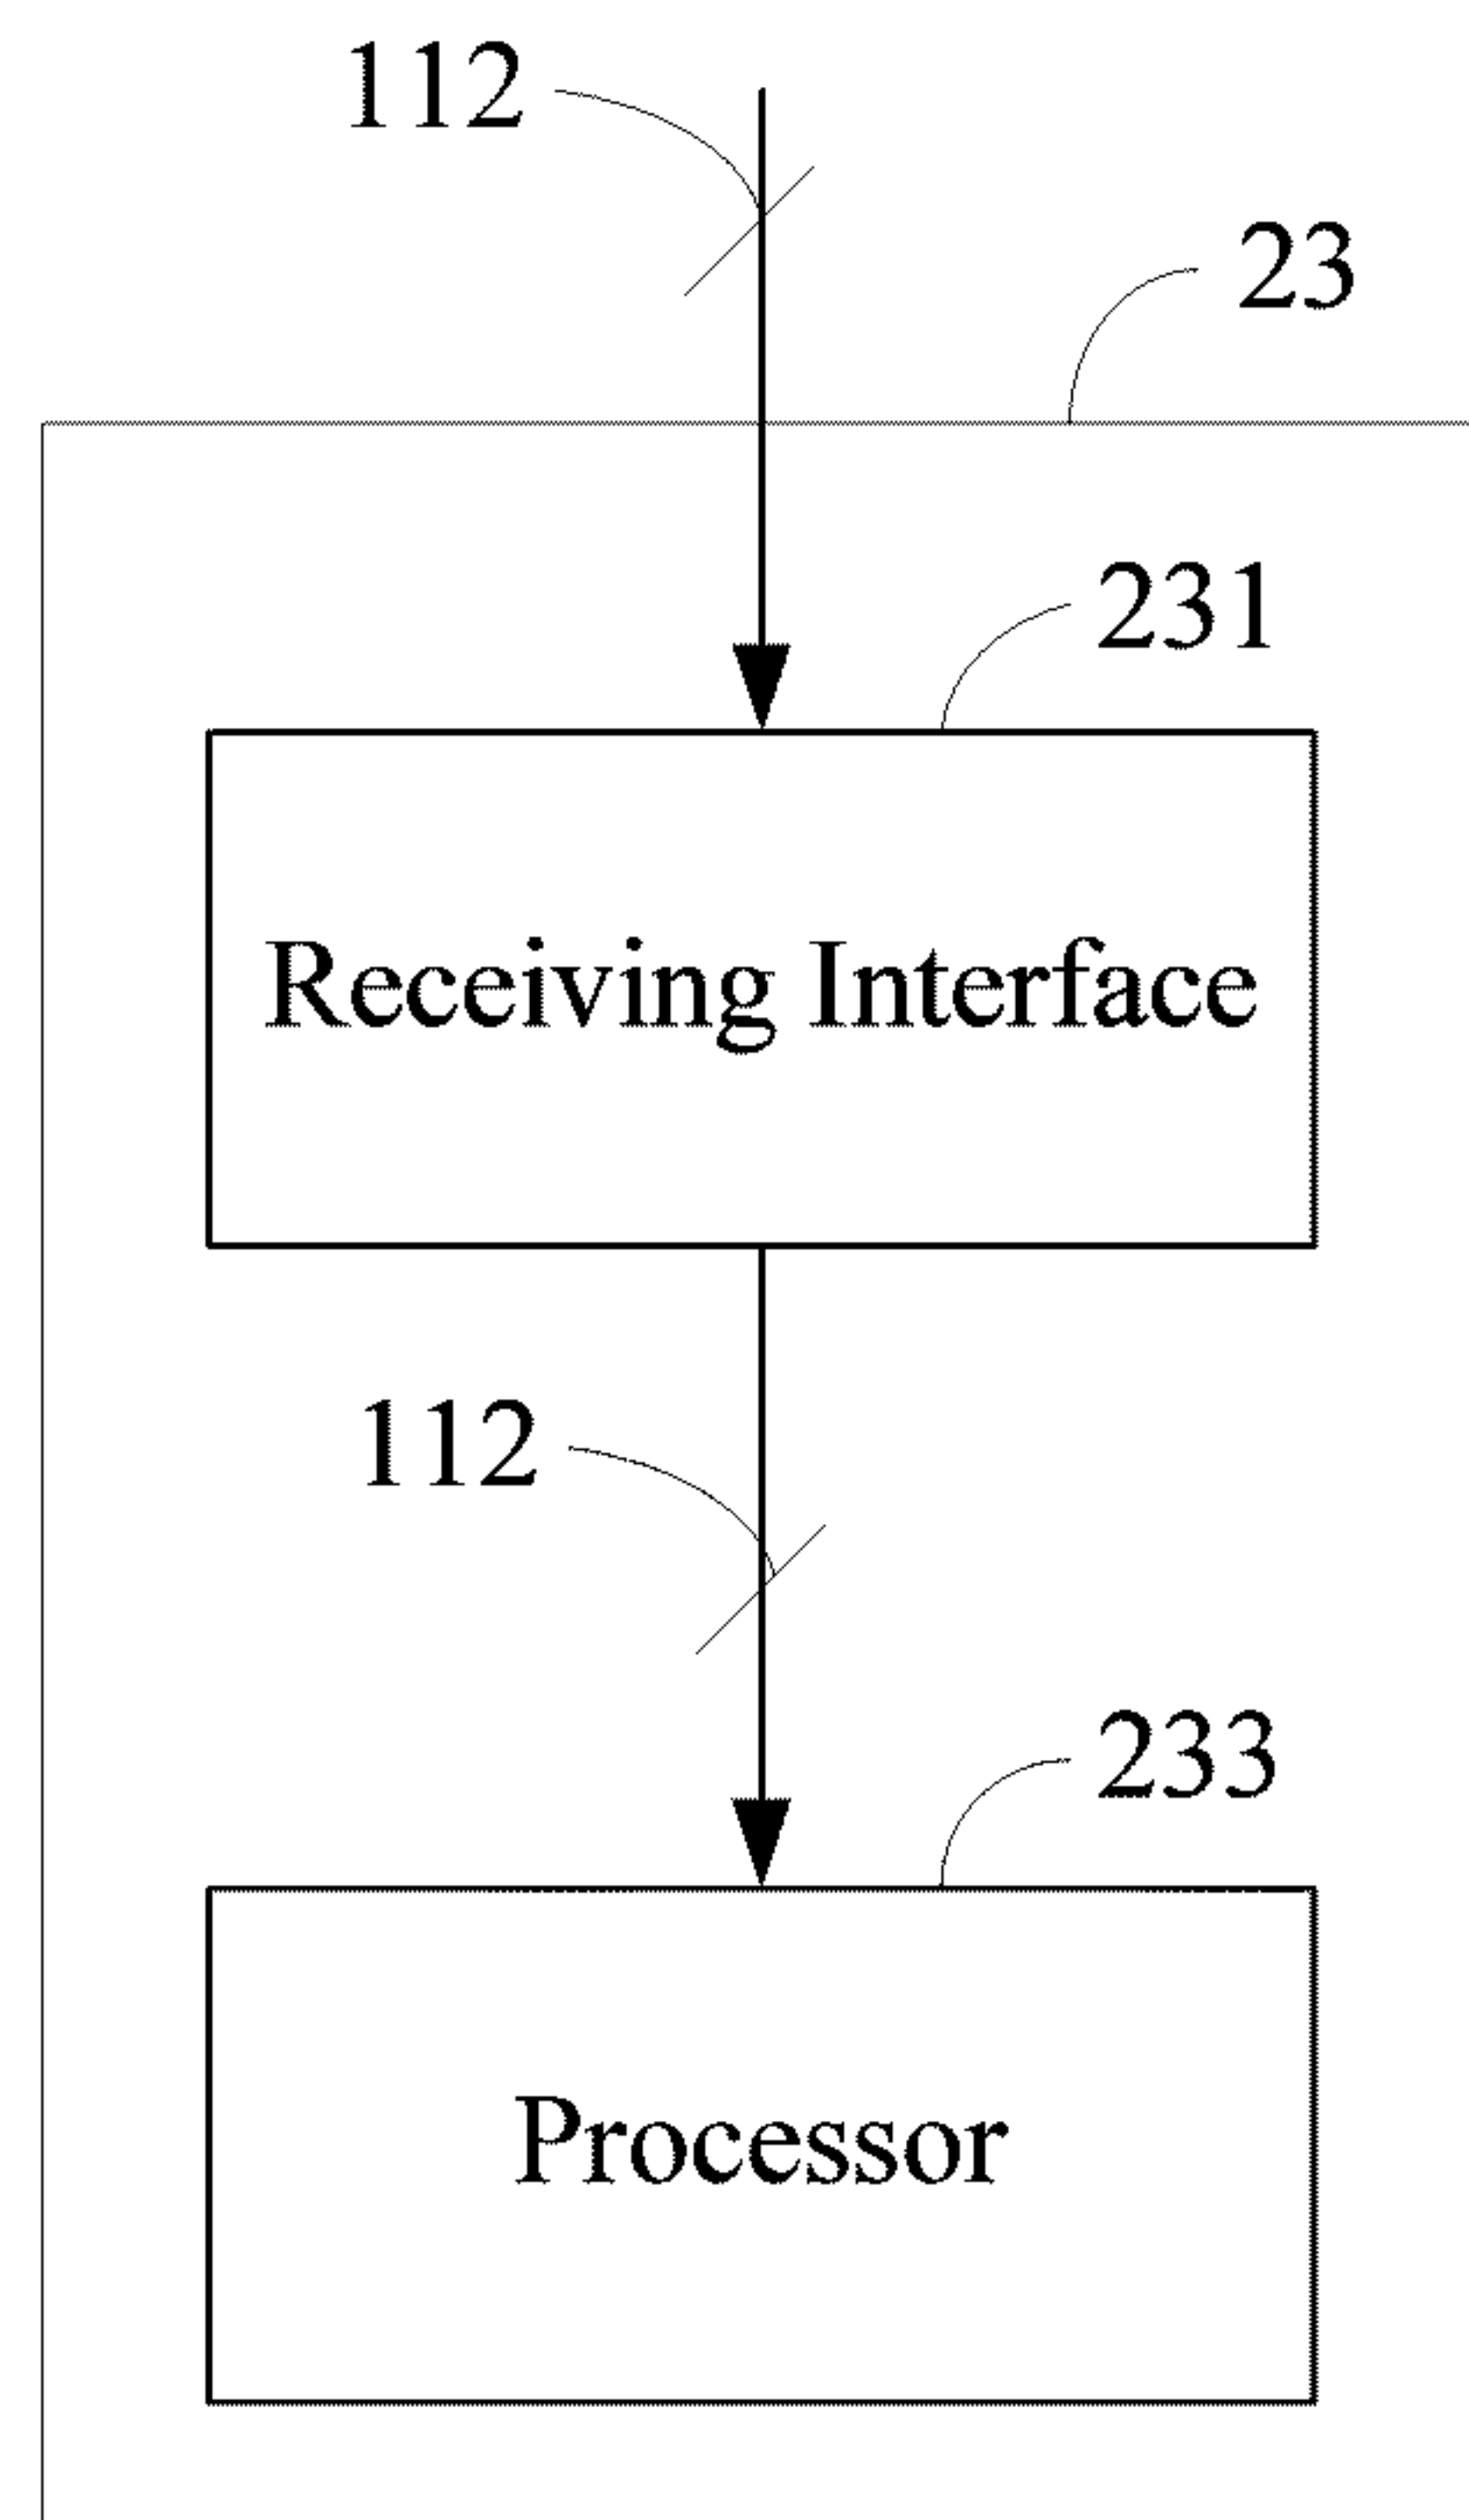 112
23
231
Receiving Interface
112
233
Processor